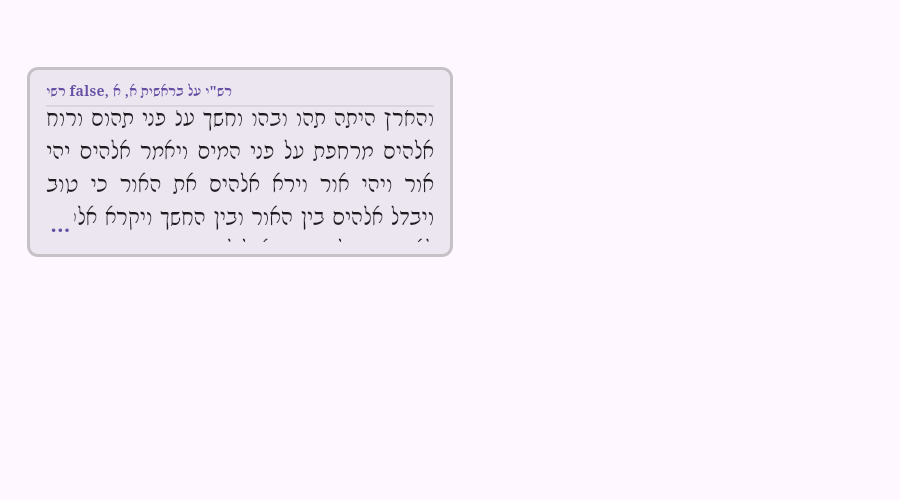 רשי false, רש"י על בראשית א, א
והארץ היתה תהו ובהו וחשך על פני תהום ורוח
אלהים מרחפת על פני המים ויאמר אלהים יהי
אור ויהי אור וירא אלהים את האור כי טוב
ויבדל אלהים בין האור ובין החשך ויקרא אל...